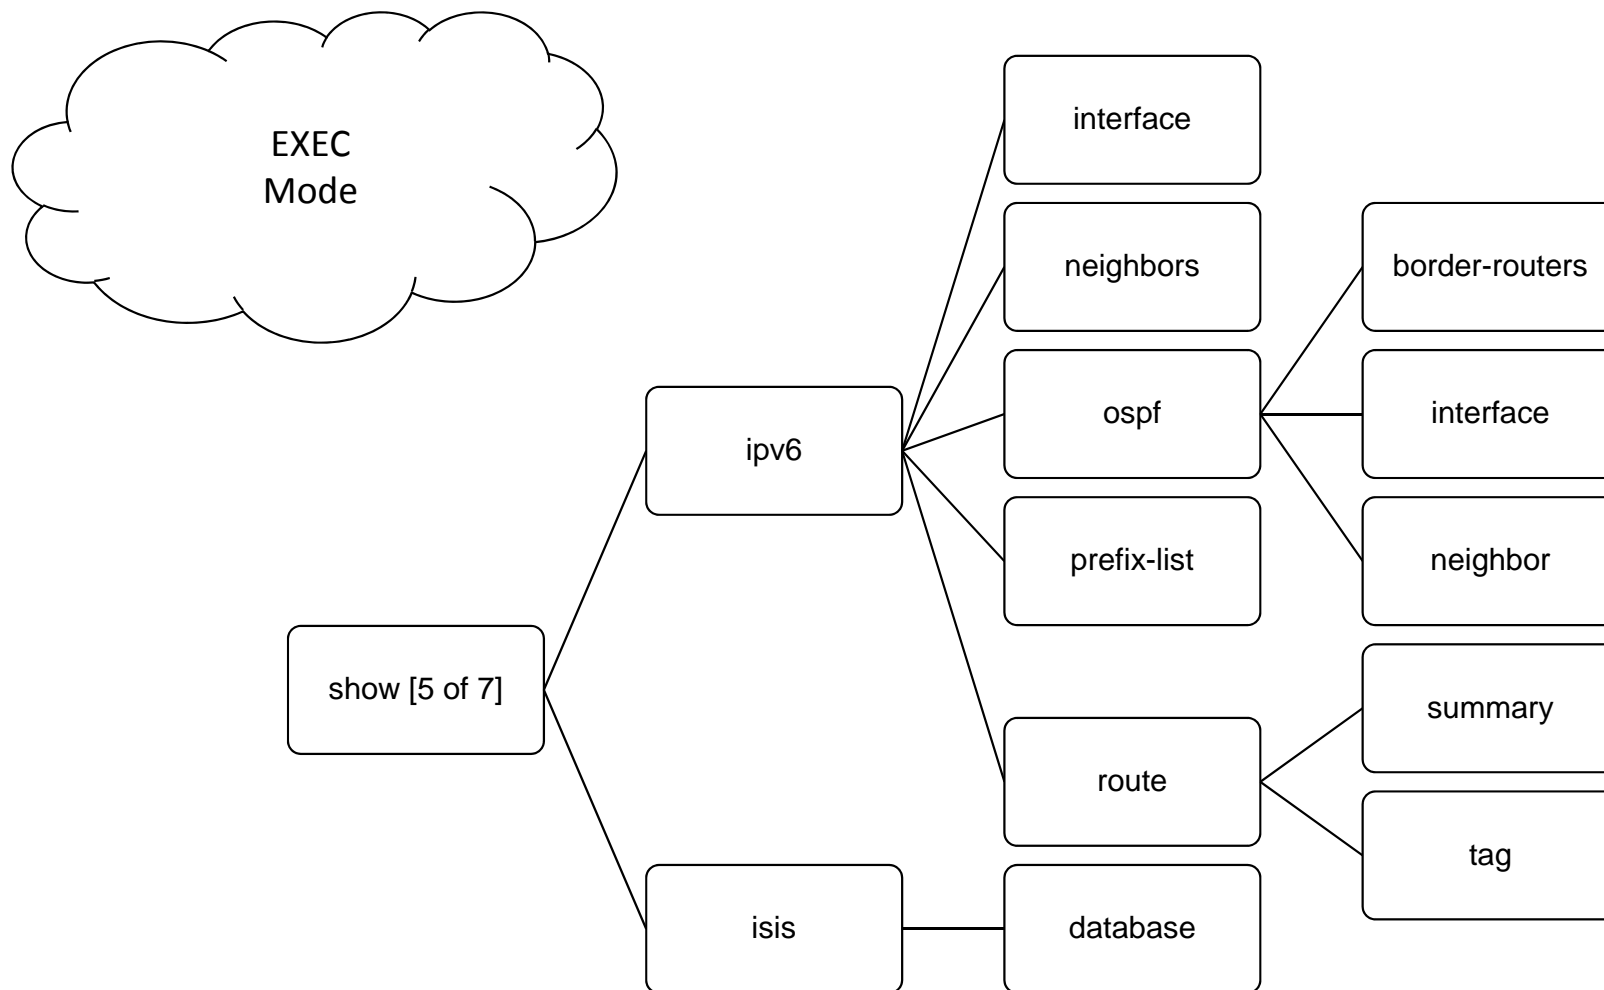 EXEC
Mode
interface
neighbors
border-routers
ospf
interface
ipv6
prefix-list
neighbor
show [5 of 7]
summary
route
tag
isis
database